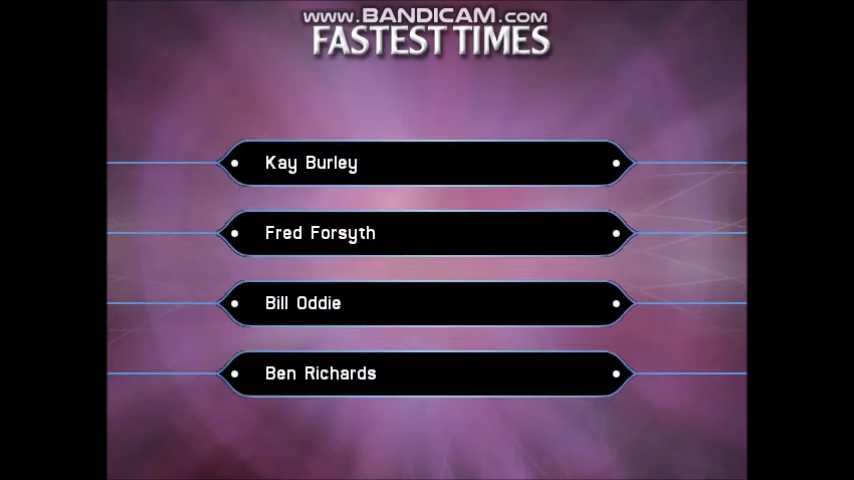 www.BANDICAM.com
FASTEST TIMES
Kay Burley
Fred Forsyth
Bill Oddie
Ben Richards